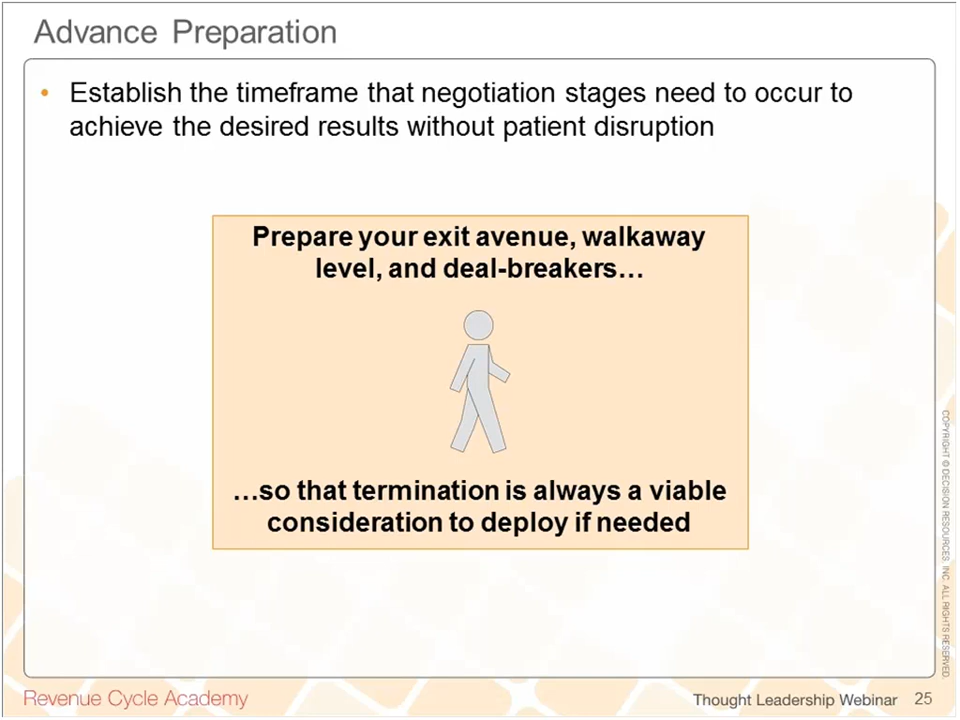 Advance Preparation
• Establish the timeframe that negotiation stages need to occur to
achieve the desired results without patient disruption
Prepare your exit avenue, walkaway
level, and deal-breakers…
…so that termination is always a viable
consideration to deploy if needed
COPYRIGHT © DECISION RESOURCES, INC. ALL RIGHTS RESERVED.
Revenue Cycle Academy
Thought Leadership Webinar 25